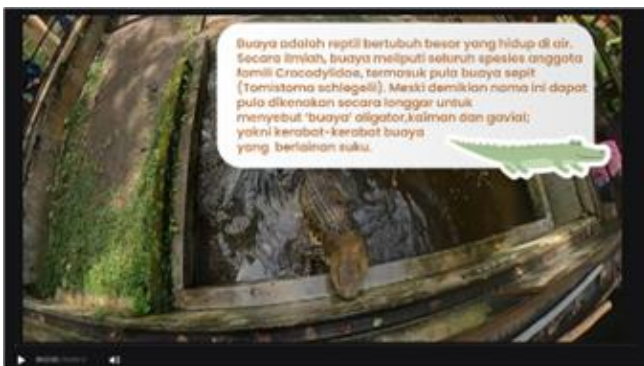 Buaya adalah reptil bertubuh besar yang hidup di air.
Secara ilmiah, buaya meliputi seluruh spesies anggota
famili Crocodylidae, termasuk pula buaya sepit
(Tomistoma schlegelii). Meski demikian nama ini dapat
pula dikenakan secara longgar untuk
menyebut 'buaya' aligator,kaiman dan gavial;
yakni kerabat-kerabat buaya
yang berlainan suku.